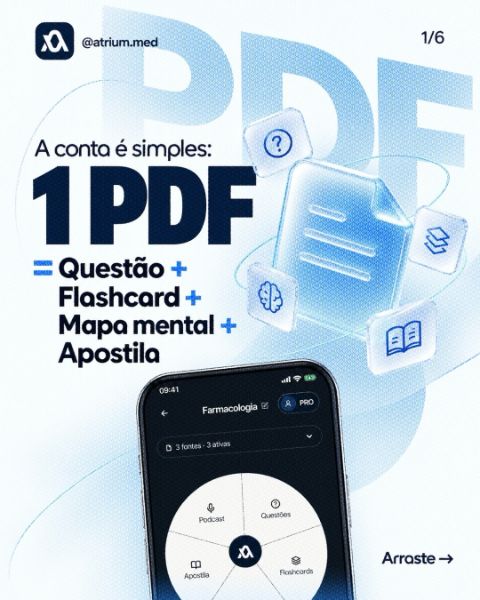 @atrium.med
1/6
PDF
A conta é simples:
1 PDF
= Questão +
Flashcard +
Mapa mental +
Apostila
09:41
Farmacologia
PRO
3 fontes · 3 ativas
Podcast
Questões
Apostila
Flashcards
Arraste →